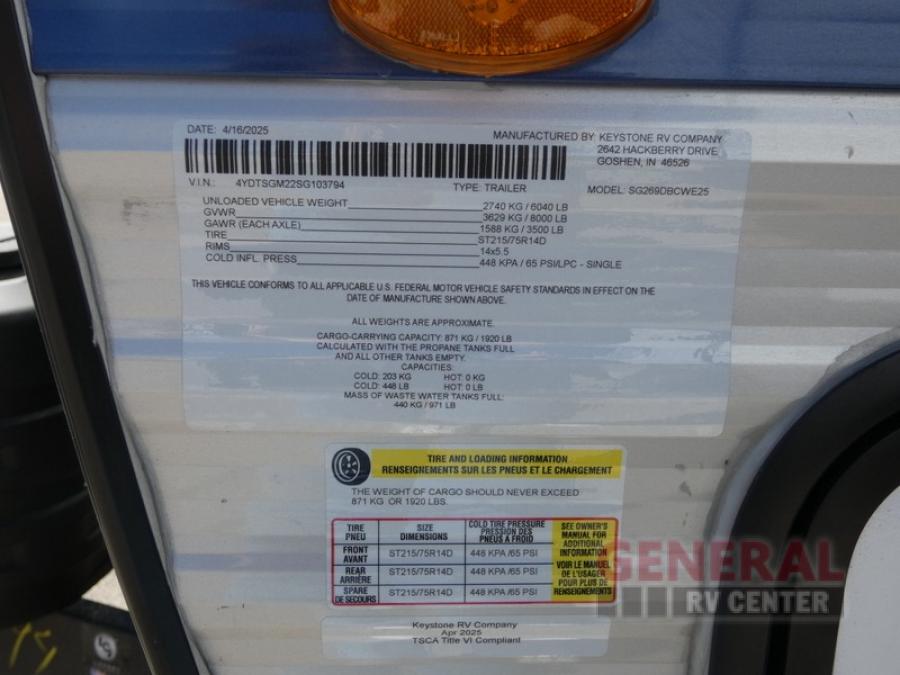 DATE: 4/16/2025
MANUFACTURED BY: KEYSTONE RV COMPANY
2642 HACKBERRY DRIVE
GOSHEN, IN 46526
V.I.N.: 4YDTSGM22SG103794 TYPE: TRAILER MODEL: SG269DBCWE25
UNLOADED VEHICLE WEIGHT 2740 KG / 6040 LB
GVWR 3629 KG / 8000 LB
GAWR (EACH AXLE) 1588 KG / 3500 LB
TIRE ST215/75R14D
RIMS 14x5.5
COLD INFL. PRESS 448 KPA / 65 PSI/LPC - SINGLE
THIS VEHICLE CONFORMS TO ALL APPLICABLE U.S. FEDERAL MOTOR VEHICLE SAFETY STANDARDS IN EFFECT ON THE
DATE OF MANUFACTURE SHOWN ABOVE.
ALL WEIGHTS ARE APPROXIMATE.
CARGO-CARRYING CAPACITY: 871 KG / 1920 LB
CALCULATED WITH THE PROPANE TANKS FULL
AND ALL OTHER TANKS EMPTY.
CAPACITIES:
COLD: 203 KG HOT: 0 KG
COLD: 448 LB HOT: 0 LB
MASS OF WASTE WATER TANKS FULL:
440 KG / 971 LB
TIRE AND LOADING INFORMATION
RENSEIGNEMENTS SUR LES PNEUS ET LE CHARGEMENT
THE WEIGHT OF CARGO SHOULD NEVER EXCEED
871 KG OR 1920 LBS.
TIRE
PNEU
SIZE
DIMENSIONS
COLD TIRE PRESSURE
PRESSION DES
PNEUS A FROID
FRONT
AVANT
ST215/75R14D
448 KPA /65 PSI
REAR
ARRIÈRE
ST215/75R14D
448 KPA /65 PSI
SPARE
DE SECOURS
ST215/75R14D
448 KPA /65 PSI
SEE OWNER'S
MANUAL FOR
ADDITIONAL
INFORMATION
VOIR LE MANUEL
DE L'USAGER
POUR PLUS DE
RENSEIGNEMENTS
Keystone RV Company
Apr 2025
TSCA Title VI Compliant
GENERAL
RV CENTER